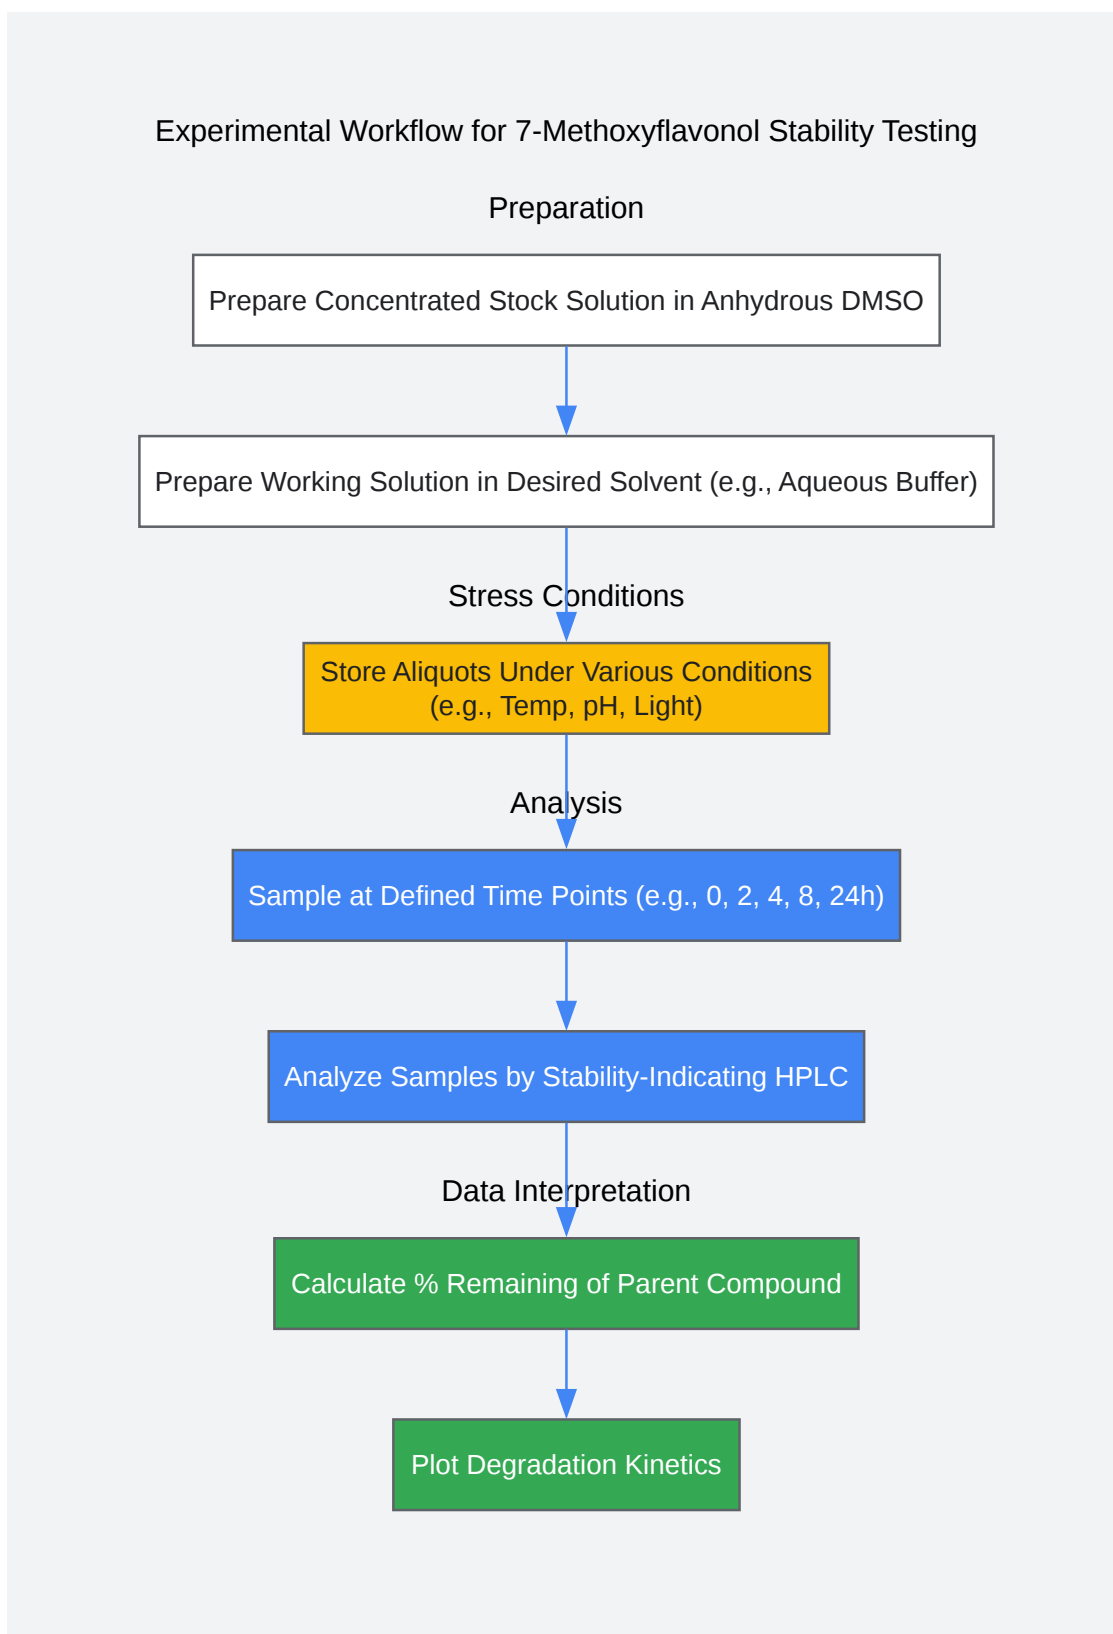 Experimental Workflow for 7-Methoxyflavonol Stability Testing
Preparation
Prepare Concentrated Stock Solution in Anhydrous DMSO
Prepare Working Solution in Desired Solvent (e.g., Aqueous Buffer)
Stress Conditions
Store Aliquots Under Various Conditions
(e.g., Temp, pH, Light)
Analysis
Sample at Defined Time Points (e.g., 0, 2, 4, 8, 24h)
Analyze Samples by Stability-Indicating HPLC
Data Interpretation
Calculate % Remaining of Parent Compound
Plot Degradation Kinetics